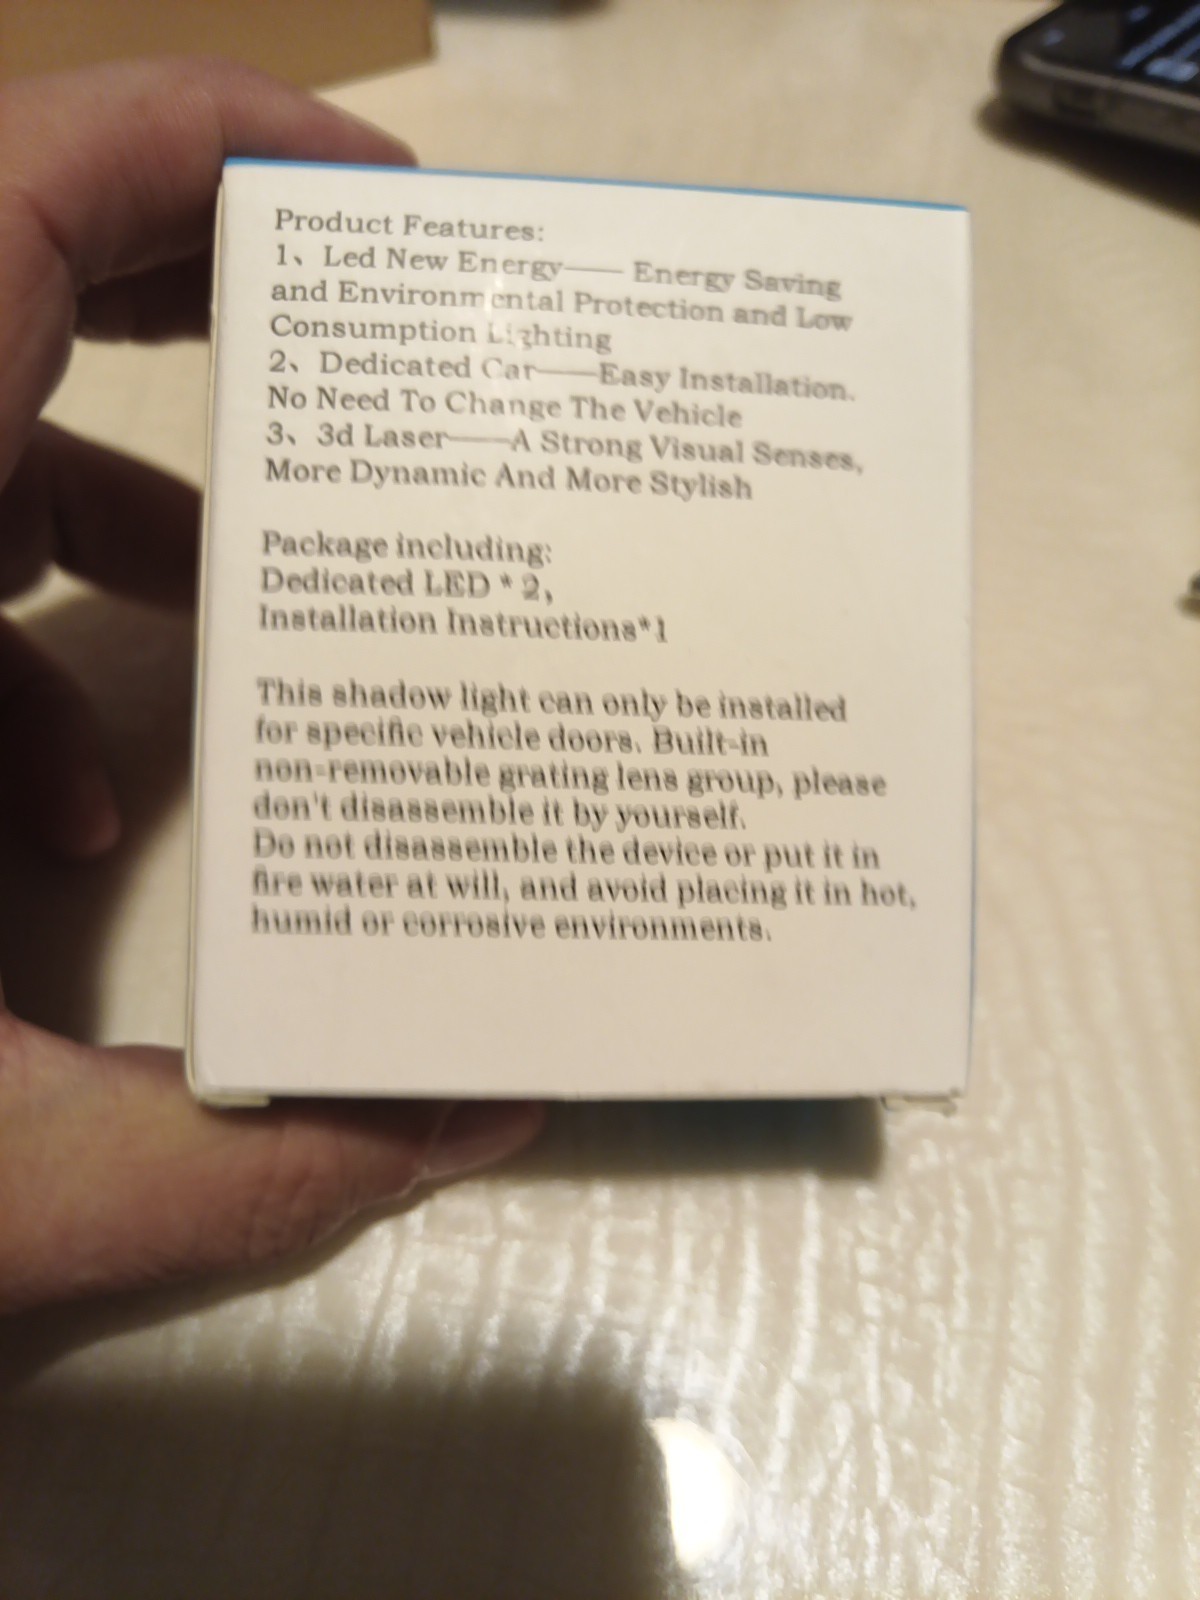 Product Features:
1、Led New Energy—— Energy Saving
and Environmental Protection and Low
Consumption Lighting
2、Dedicated Car——Easy Installation.
No Need To Change The Vehicle
3、3d Laser——A Strong Visual Senses,
More Dynamic And More Stylish
Package including:
Dedicated LED * 2,
Installation Instructions*1
This shadow light can only be installed
for specific vehicle doors. Built-in
non-removable grating lens group, please
don't disassemble it by yourself.
Do not disassemble the device or put it in
fire water at will, and avoid placing it in hot,
humid or corrosive environments.